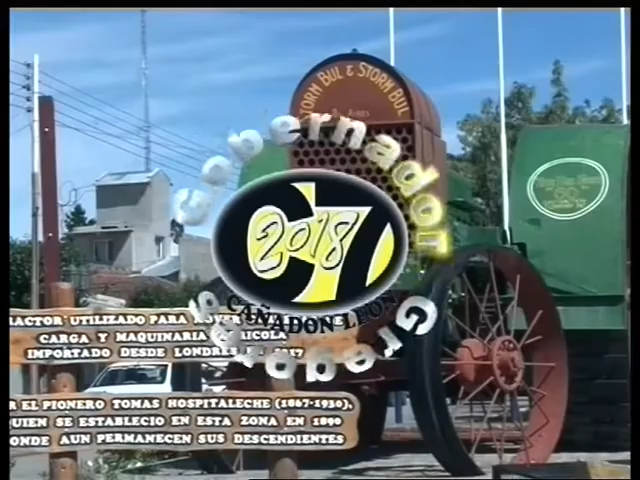 STORM BUL & STORM BUL
Gobernador
Gregores
2018
C 7
CAÑADON LEON
TRACTOR UTILIZADO PARA
CARGA Y MAQUINARIA
IMPORTADO DESDE LONDRES
POR EL PIONERO TOMAS HOSPITALECHE (1867-1930)
QUIEN SE ESTABLECIO EN ESTA ZONA EN 1890
DONDE AUN PERMANECEN SUS DESCENDIENTES